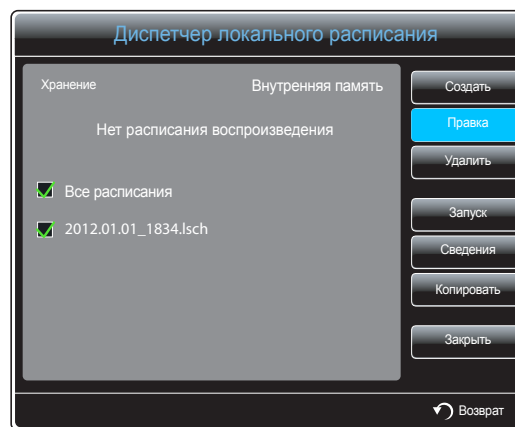 Диспетчер локального расписания
Хранение Внутренняя память
Нет расписания воспроизведения
Все расписания
2012.01.01_1834.lsch
Создать
Правка
Удалить
Запуск
Сведения
Копировать
Закрыть
Возврат